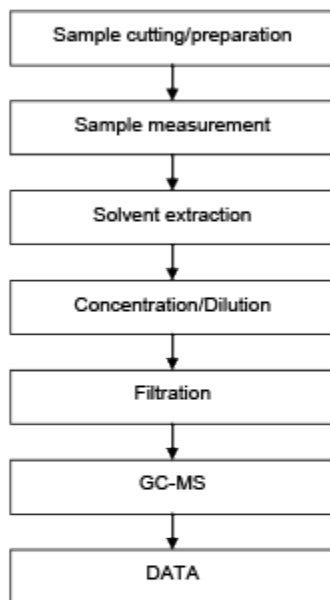 Sample cutting/preparation
Sample measurement
Solvent extraction
Concentration/Dilution
Filtration
GC-MS
DATA